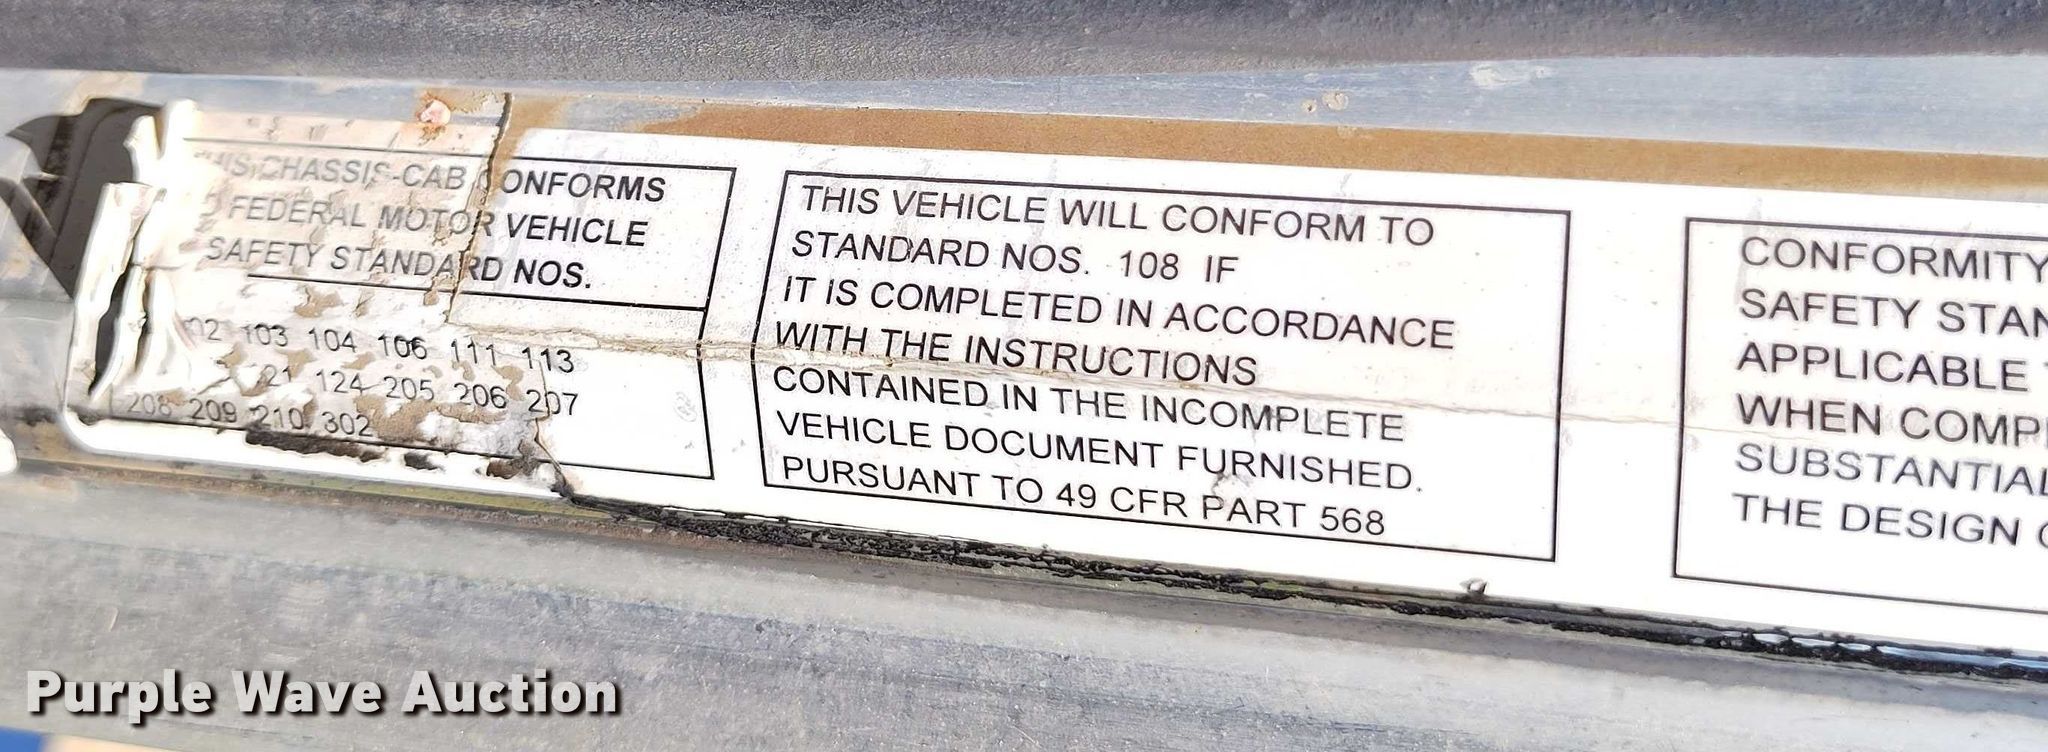 CHASSIS-CAB CONFORMS
FEDERAL MOTOR VEHICLE
SAFETY STANDARD NOS.
02 103 104 106 111 113
21 124 205 206 207
208 209 210 302
THIS VEHICLE WILL CONFORM TO
STANDARD NOS. 108 IF
IT IS COMPLETED IN ACCORDANCE
WITH THE INSTRUCTIONS
CONTAINED IN THE INCOMPLETE
VEHICLE DOCUMENT FURNISHED.
PURSUANT TO 49 CFR PART 568
CONFORMITY
SAFETY STAN
APPLICABLE
WHEN COMP
SUBSTANTIAL
THE DESIGN
Purple Wave Auction